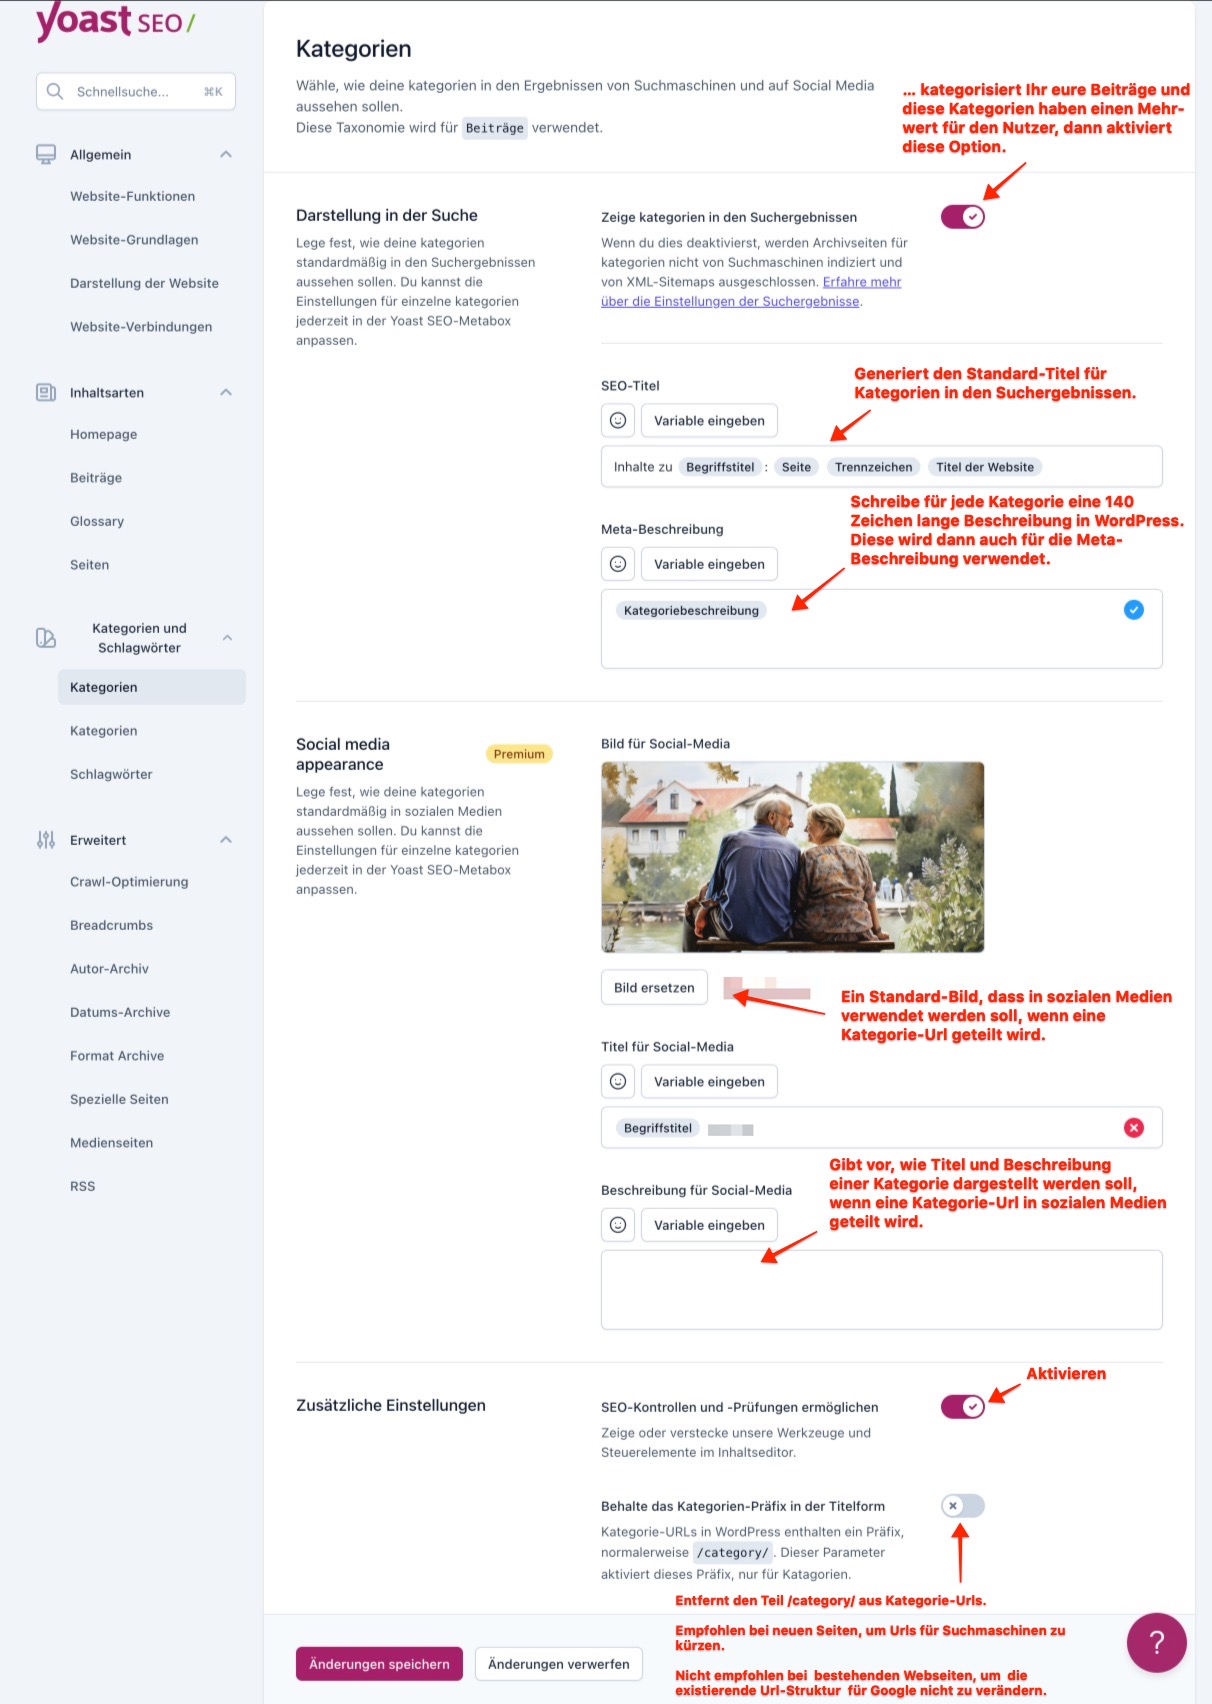 yoast SEO /
Schnellsuche... ⌘K
Allgemein
Website-Funktionen
Website-Grundlagen
Darstellung der Website
Website-Verbindungen
Inhaltsarten
Homepage
Beiträge
Glossary
Seiten
Kategorien und
Schlagwörter
Kategorien
Kategorien
Schlagwörter
Erweitert
Crawl-Optimierung
Breadcrumbs
Autor-Archiv
Datums-Archive
Format Archive
Spezielle Seiten
Medienseiten
RSS
Kategorien
Wähle, wie deine kategorien in den Ergebnissen von Suchmaschinen und auf Social Media
aussehen sollen.
Diese Taxonomie wird für Beiträge verwendet.
... kategorisiert Ihr eure Beiträge und
diese Kategorien haben einen Mehr-
wert für den Nutzer, dann aktiviert
diese Option.
Darstellung in der Suche
Lege fest, wie deine kategorien
standardmäßig in den Suchergebnissen
aussehen sollen. Du kannst die
Einstellungen für einzelne kategorien
jederzeit in der Yoast SEO-Metabox
anpassen.
Zeige kategorien in den Suchergebnissen
Wenn du dies deaktivierst, werden Archivseiten für
kategorien nicht von Suchmaschinen indiziert und
von XML-Sitemaps ausgeschlossen. Erfahre mehr
über die Einstellungen der Suchergebnisse.
SEO-Titel
Generiert den Standard-Titel für
Kategorien in den Suchergebnissen.
Variable eingeben
Inhalte zu Begriffstitel : Seite Trennzeichen Titel der Website
Meta-Beschreibung
Schreibe für jede Kategorie eine 140
Zeichen lange Beschreibung in WordPress.
Diese wird dann auch für die Meta-
Beschreibung verwendet.
Variable eingeben
Kategoriebeschreibung
Social media
appearance
Premium
Lege fest, wie deine kategorien
standardmäßig in sozialen Medien
aussehen sollen. Du kannst die
Einstellungen für einzelne kategorien
jederzeit in der Yoast SEO-Metabox
anpassen.
Bild für Social-Media
Bild ersetzen
Ein Standard-Bild, dass in sozialen Medien
verwendet werden soll, wenn eine
Kategorie-Url geteilt wird.
Titel für Social-Media
Variable eingeben
Begriffstitel
Beschreibung für Social-Media
Gibt vor, wie Titel und Beschreibung
einer Kategorie dargestellt werden soll,
wenn eine Kategorie-Url in sozialen Medien
geteilt wird.
Variable eingeben
Zusätzliche Einstellungen
Aktivieren
SEO-Kontrollen und -Prüfungen ermöglichen
Zeige oder verstecke unsere Werkzeuge und
Steuerelemente im Inhaltseditor.
Behalte das Kategorien-Präfix in der Titelform
Kategorie-URLs in WordPress enthalten ein Präfix,
normalerweise /category/. Dieser Parameter
aktiviert dieses Präfix, nur für Katagorien.
Entfernt den Teil /category/ aus Kategorie-Urls.
Empfohlen bei neuen Seiten, um Urls für Suchmaschinen zu
kürzen.
Nicht empfohlen bei bestehenden Webseiten, um die
existierende Url-Struktur für Google nicht zu verändern.
Änderungen speichern
Änderungen verwerfen
?